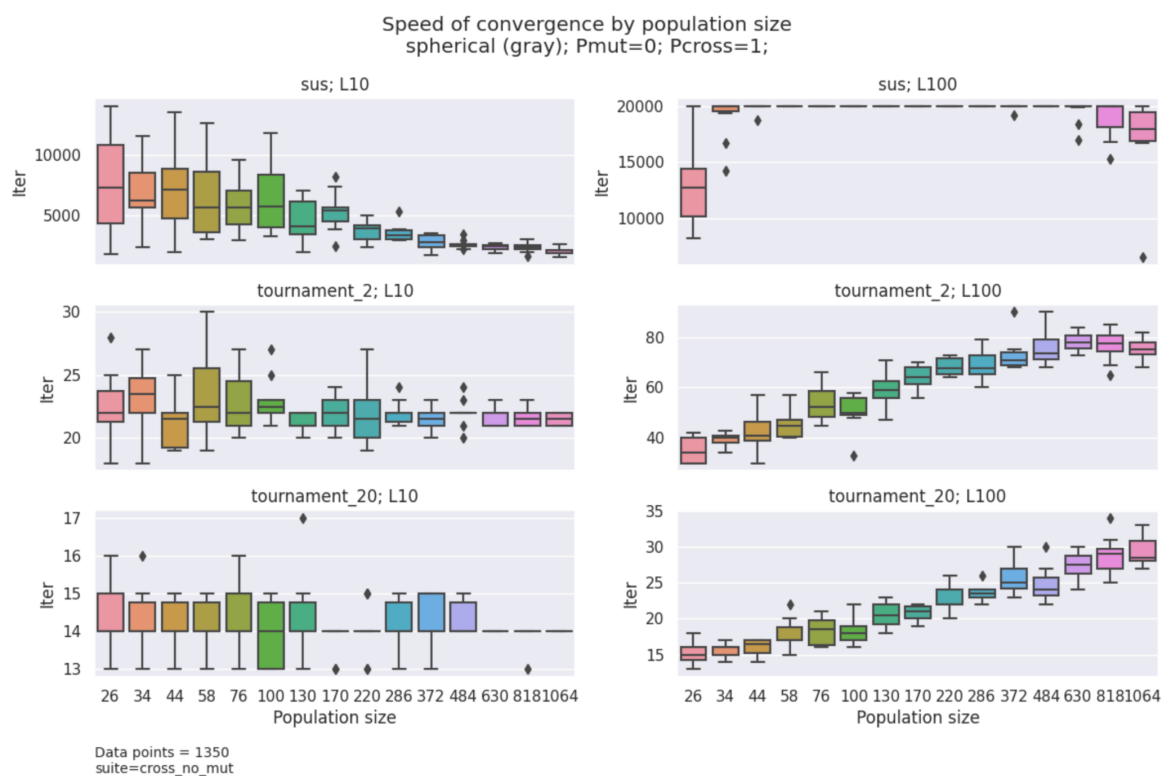 Speed of convergence by population size
spherical (gray); Pmut=0; Pcross=1;
sus; L10
Iter
10000
5000
sus; L100
Iter
20000
15000
10000
tournament_2; L10
Iter
30
25
20
tournament_2; L100
Iter
80
60
40
tournament_20; L10
Iter
17
16
15
14
13
26 34 44 58 76 100 130 170 220 286 372 484 630 818 1064
Population size
tournament_20; L100
Iter
35
30
25
20
15
26 34 44 58 76 100 130 170 220 286 372 484 630 818 1064
Population size
Data points = 1350
suite=cross_no_mut